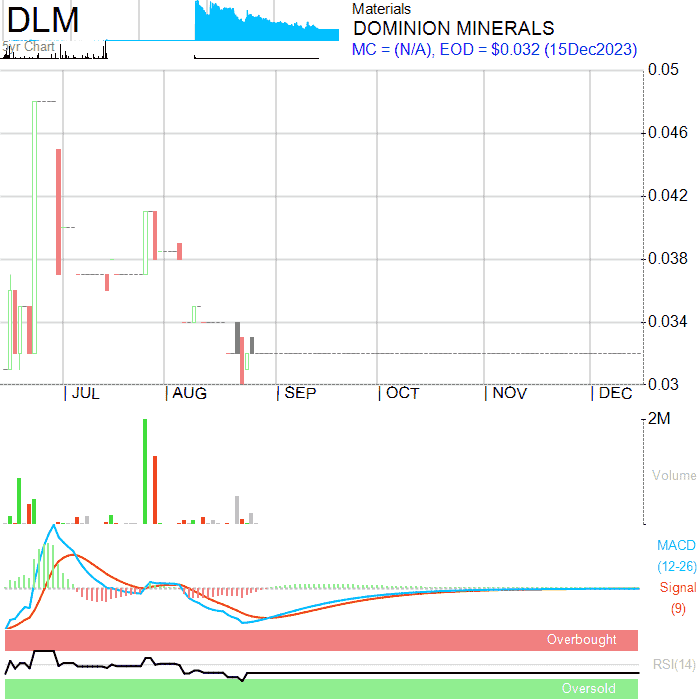 DLM
5yr Chart
Materials
DOMINION MINERALS
MC = (N/A), EOD = $0.032 (15Dec2023)
0.05
0.046
0.042
0.038
0.034
0.03
JUL AUG SEP OCT NOV DEC
2M
Volume
MACD
(12-26)
Signal
(9)
Overbought
RSI(14)
Oversold